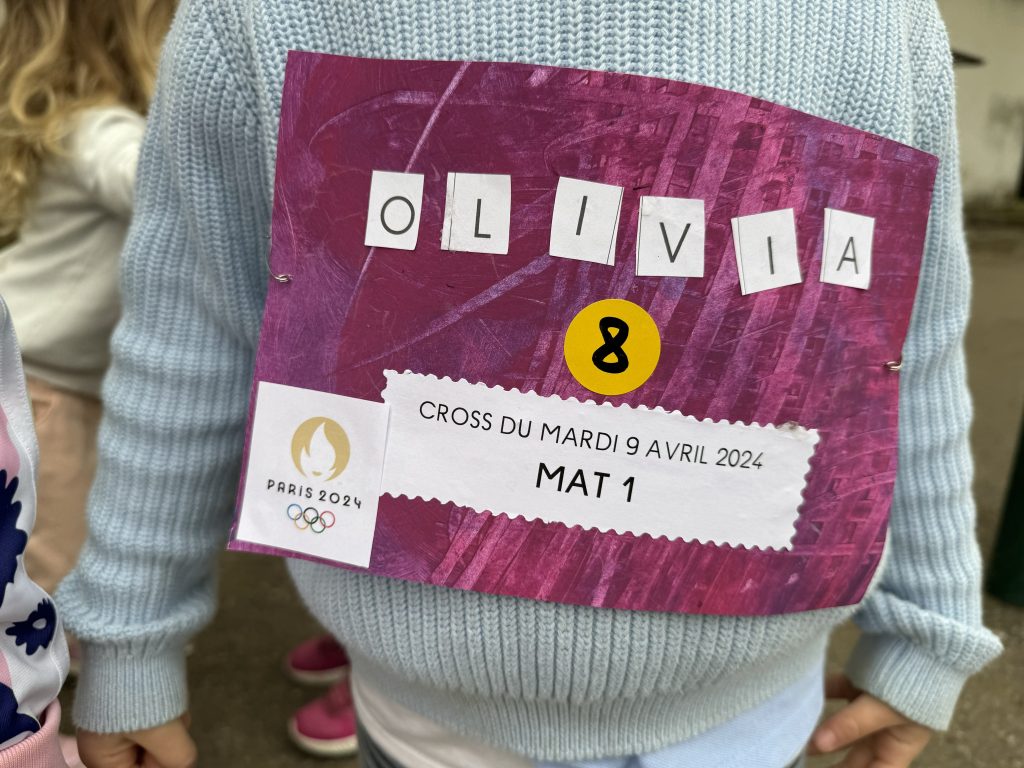 OLIVIA
8
CROSS DU MARDI 9 AVRIL 2024
MAT 1
PARIS 2024